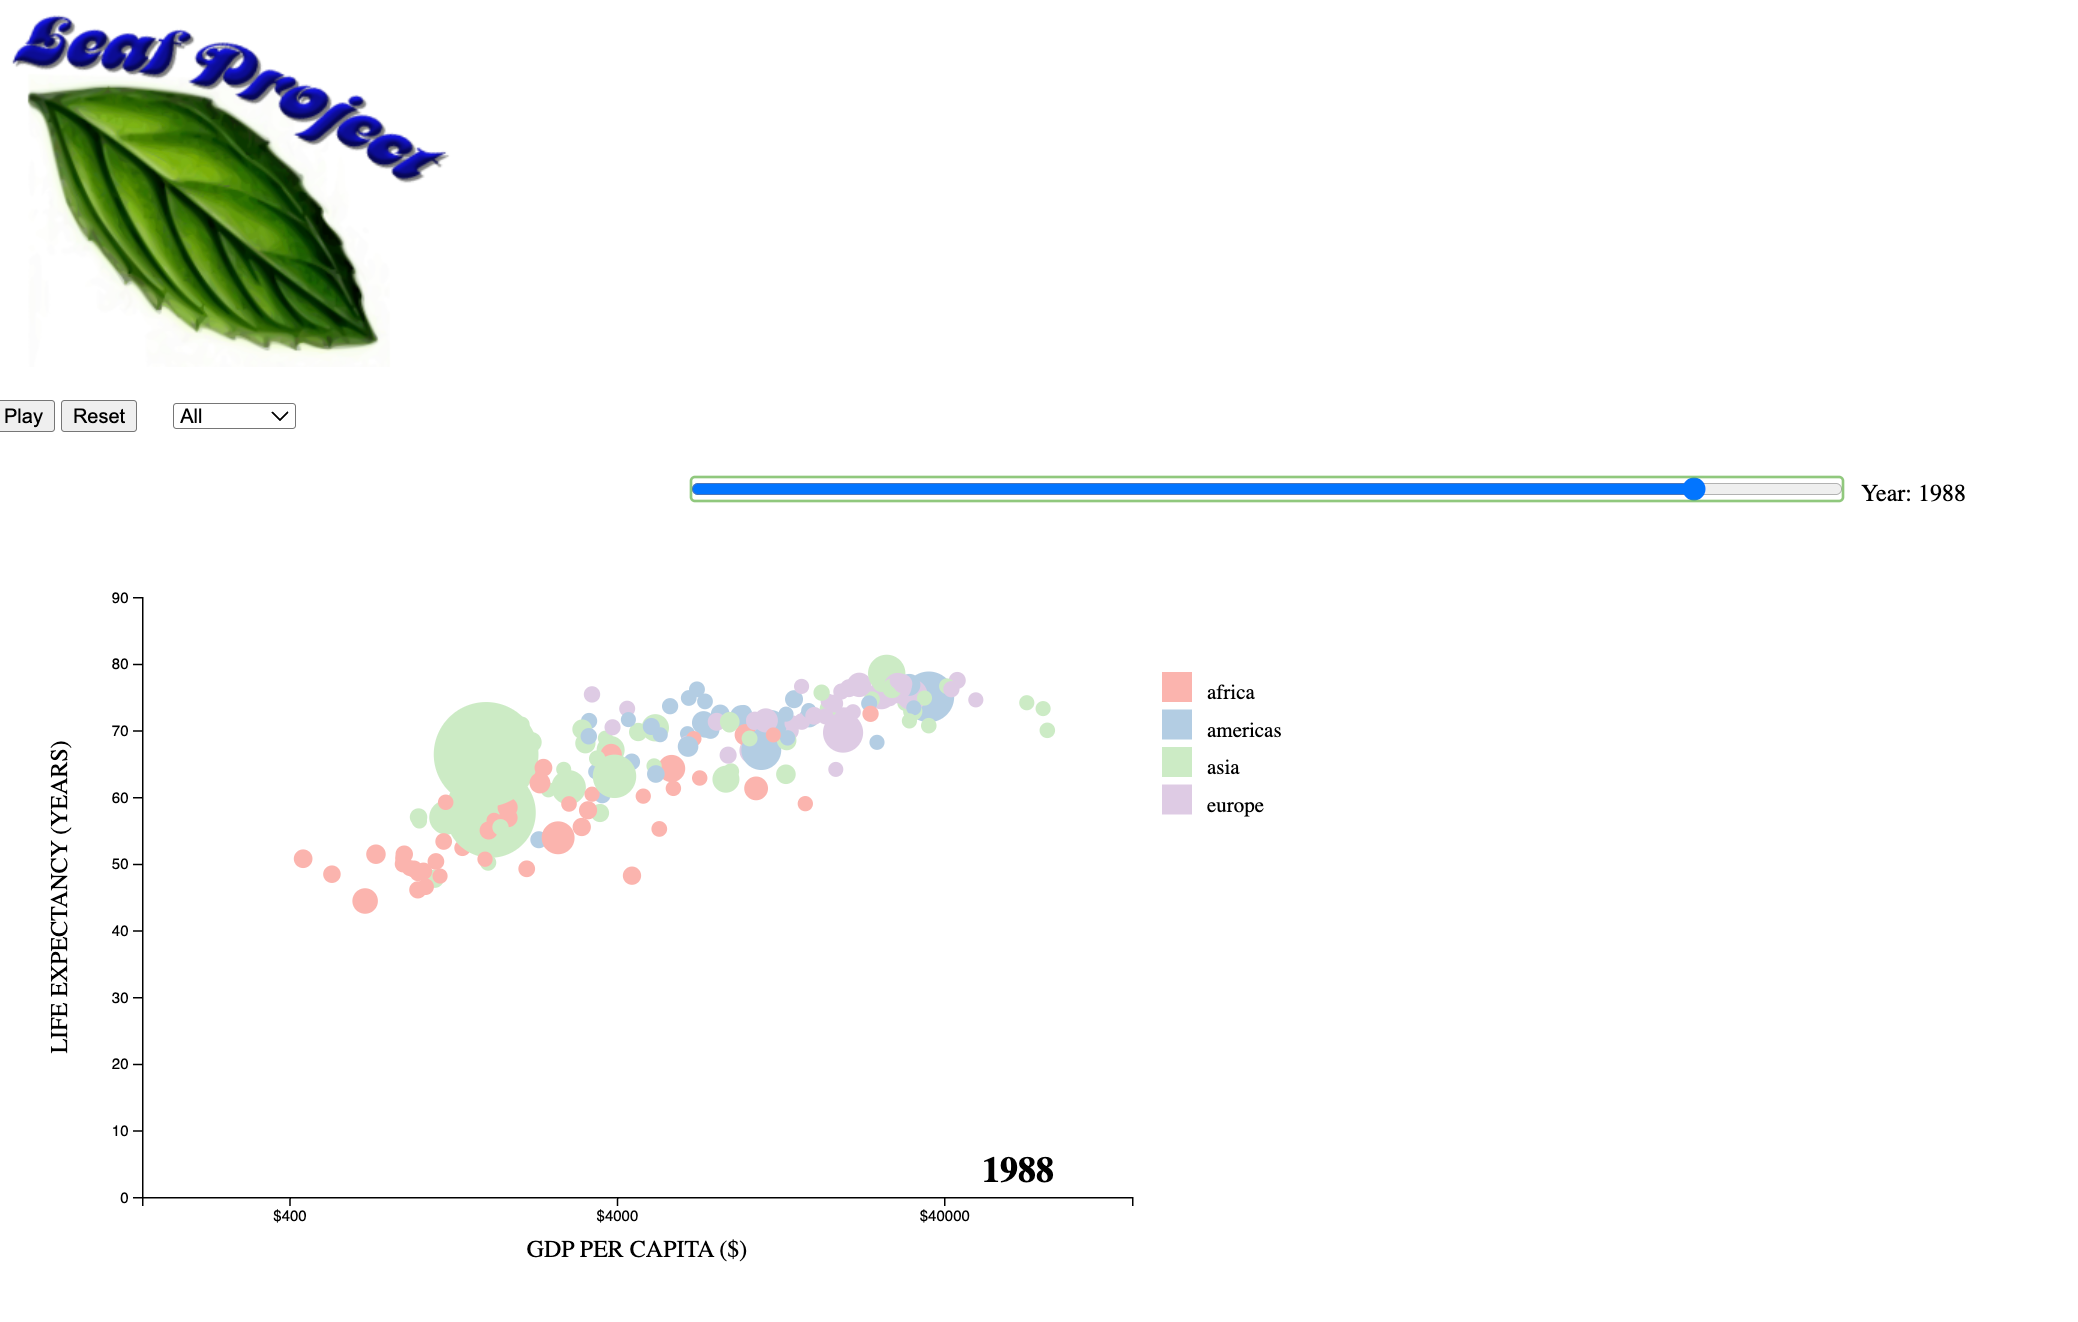 Leaf Project
Play Reset All
Year: 1988
90
80
70
60
50
40
30
20
10
0
LIFE EXPECTANCY (YEARS)
africa
americas
asia
europe
1988
$400 $4000 $40000
GDP PER CAPITA ($)